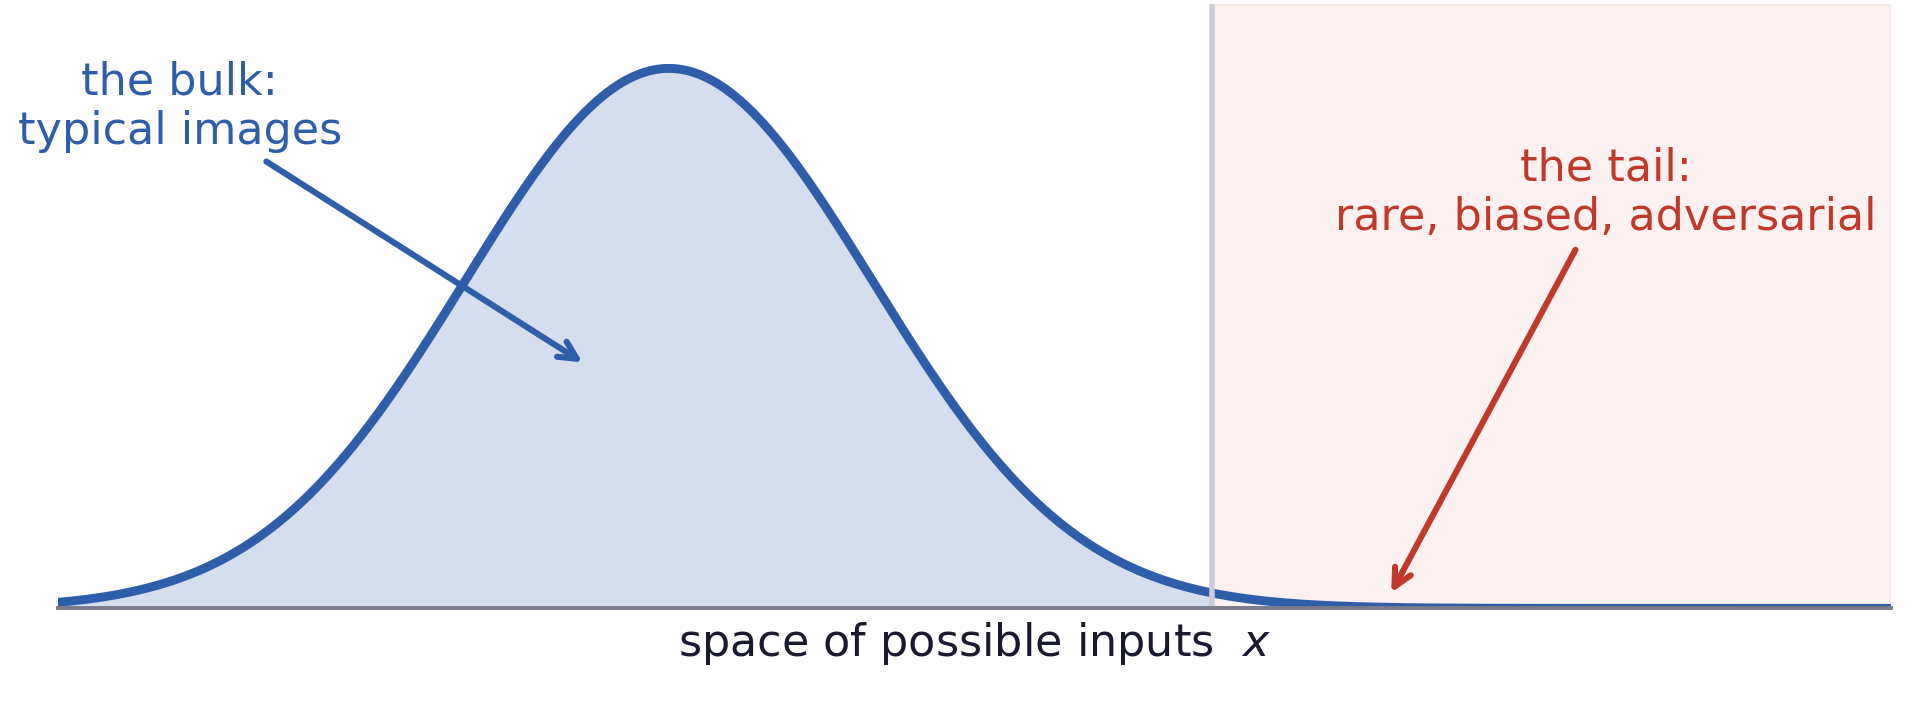 the bulk:
typical images
the tail:
rare, biased, adversarial
space of possible inputs x